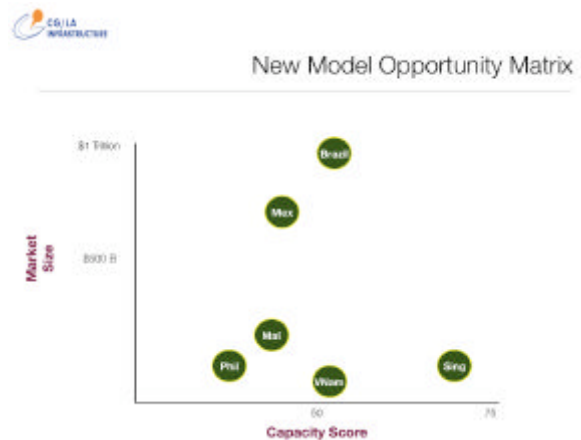 CG/LA
INFRASTRUCTURE
New Model Opportunity Matrix
$1 Trillion
Brazil
Mex
Market
Size
$500 B
Mal
Phil
VNam
Sing
50
75
Capacity Score